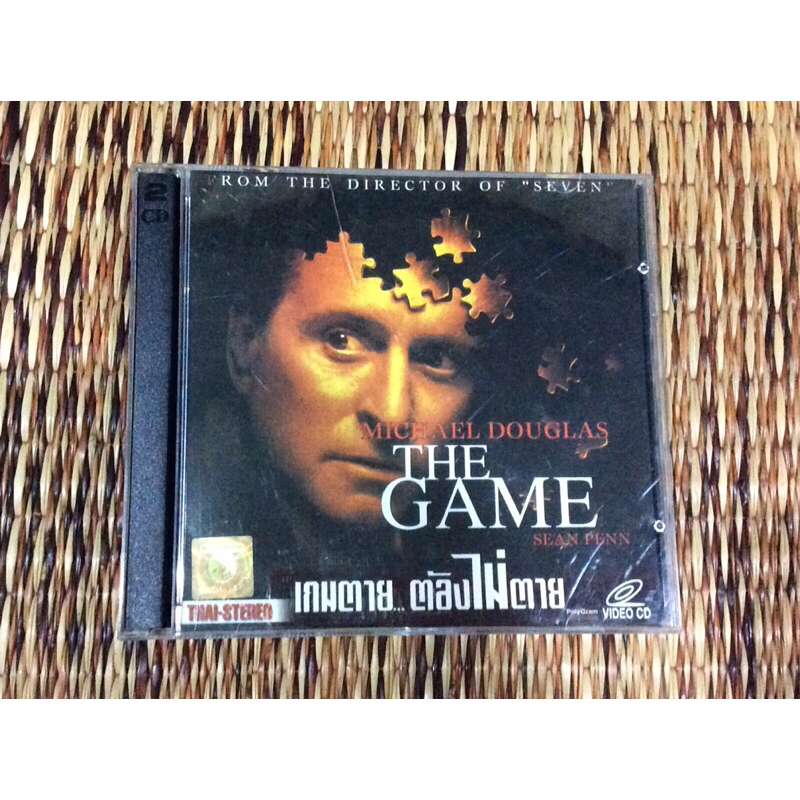 2
CD
ROM THE DIRECTOR OF "SEVEN"
MICHAEL DOUGLAS
THE
GAME
SEAN PENN
THAI-STEREO
เกมตาย... ต้องไม่ตาย
PolyGram
VIDEO CD